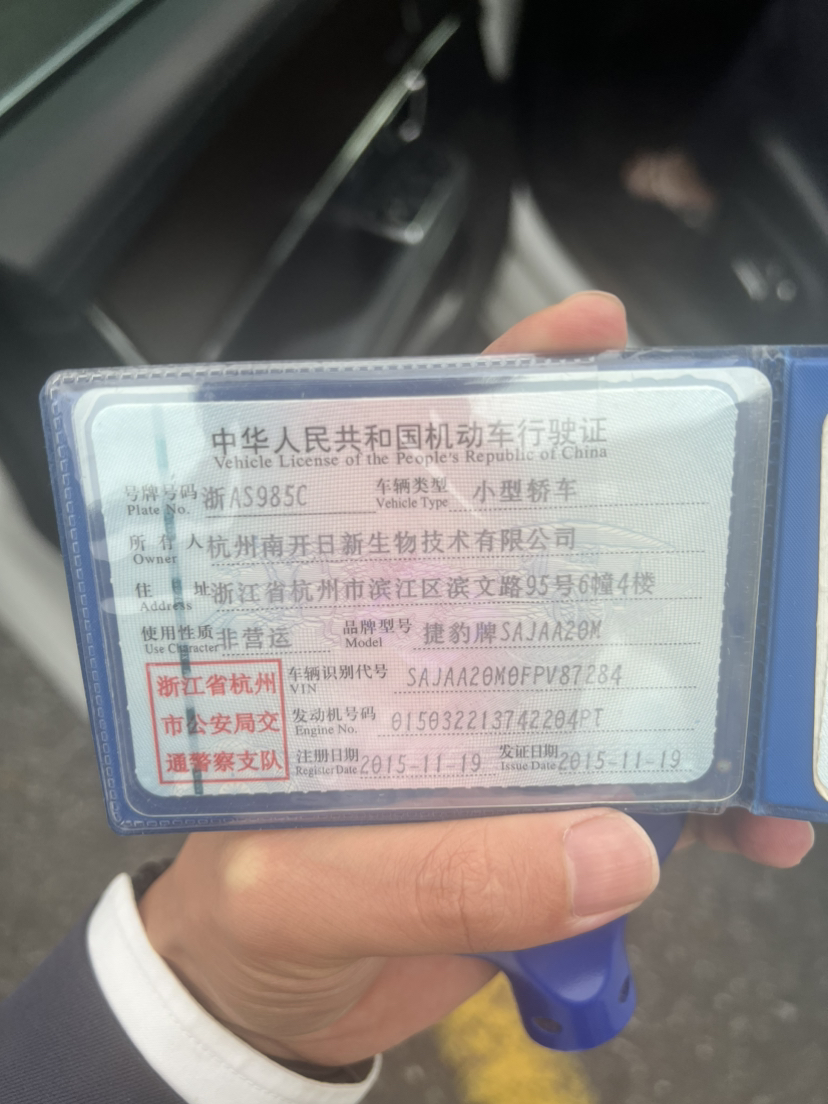 中华人民共和国机动车行驶证
Vehicle License of the People's Republic of China
号牌号码 浙AS985C 车辆类型 小型轿车
Plate No. Vehicle Type
所有人 杭州南开日新生物技术有限公司
Owner
住址 浙江省杭州市滨江区滨文路95号6幢4楼
Address
使用性质 非营运 品牌型号 捷豹牌SAJAA20M
Use Character Model
浙江省杭州
市公安局交
通警察支队
车辆识别代号 SAJAA20M0FPV87284
VIN
发动机号码 015032213742204PT
Engine No.
注册日期 2015-11-19 发证日期 2015-11-19
Register Date Issue Date